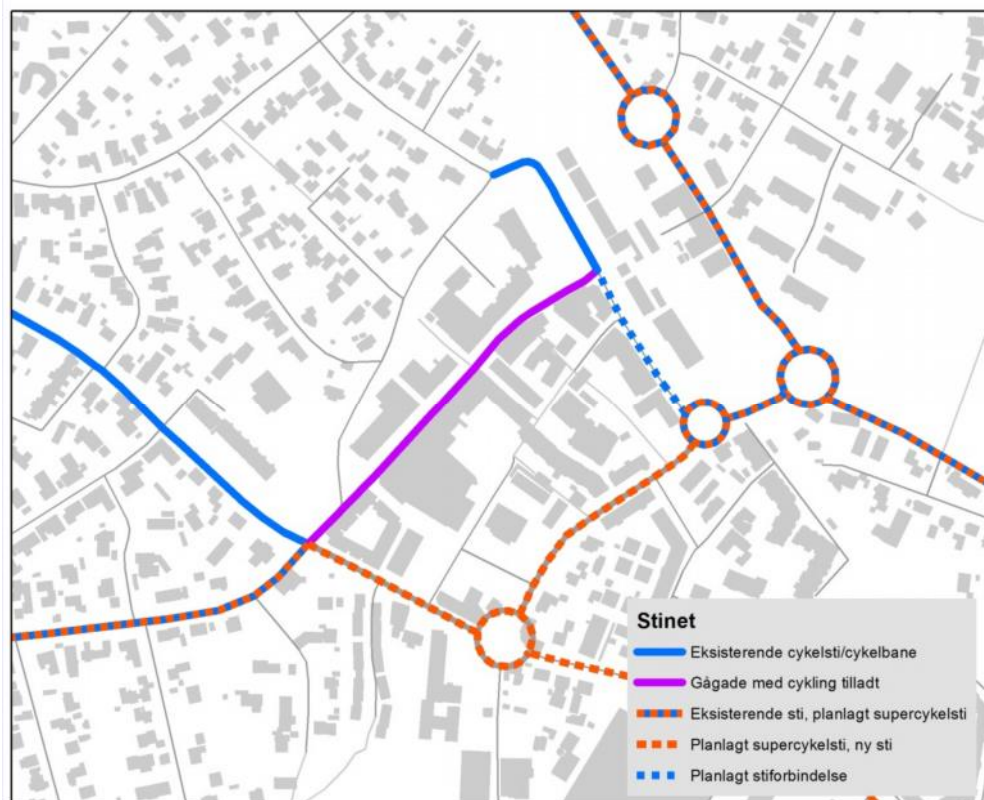 Stinet
Eksisterende cykelsti/cykelbane
Gågade med cykling tilladt
Eksisterende sti, planlagt supercykelsti
Planlagt supercykelsti, ny sti
Planlagt stiforbindelse